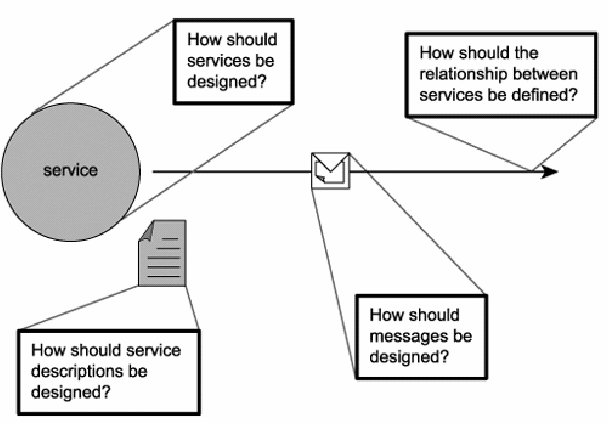 How should
services be
designed?
How should the
relationship between
services be defined?
service
How should service
descriptions be
designed?
How should
messages be
designed?